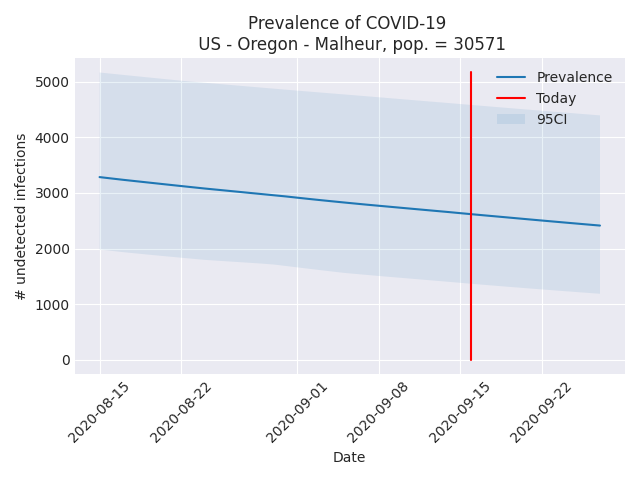 Prevalence of COVID-19
US - Oregon - Malheur, pop. = 30571
Prevalence
Today
95CI
# undetected infections
5000
4000
3000
2000
1000
0
2020-08-15
2020-08-22
2020-09-01
2020-09-08
2020-09-15
2020-09-22
Date